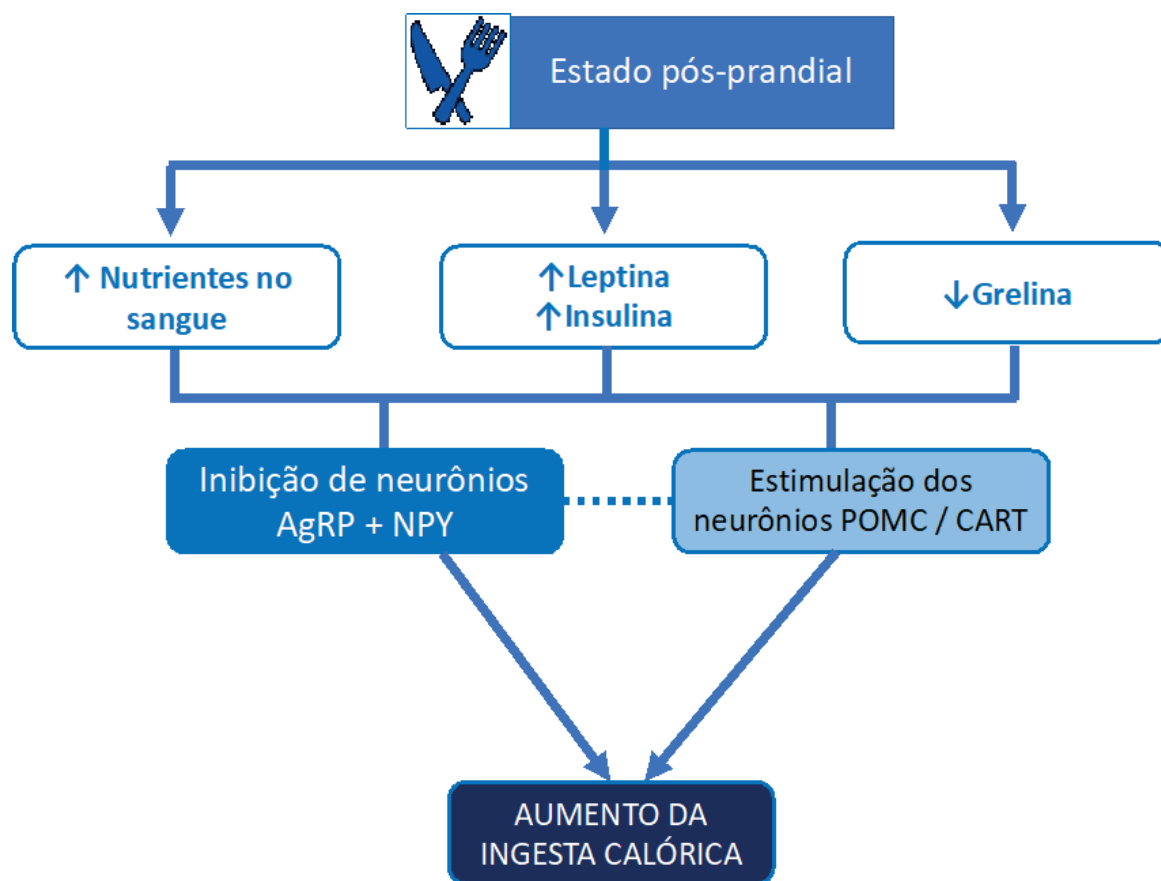 Estado pós-prandial
↑ Nutrientes no
sangue
↑Leptina
↑Insulina
↓Grelina
Inibição de neurônios
AgRP + NPY
Estimulação dos
neurônios POMC / CART
AUMENTO DA
INGESTA CALÓRICA